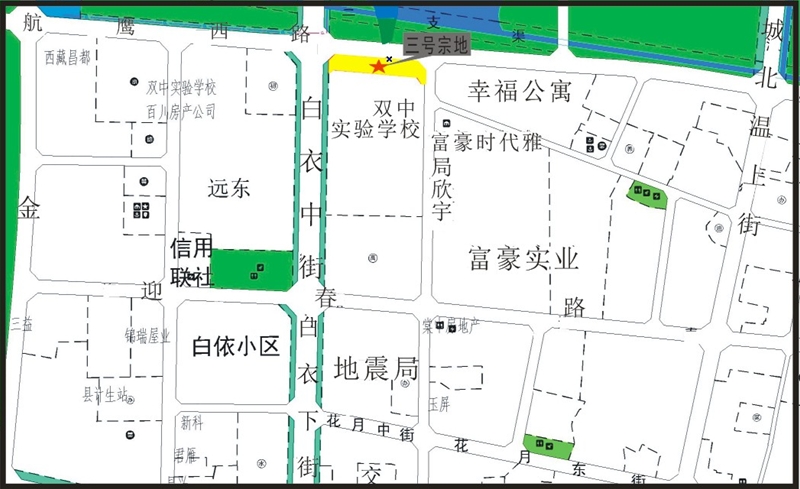 航鹰西路
支渠
三号宗地
城北温上街
西藏昌都
双中实验学校
百川房产公司
白衣中街
双中
实验学校
幸福公寓
富豪时代雅
局欣宇
远东
金
信用
联社
富豪实业
迎春路
三益
锦瑞屋业
白依小区
白衣下街
地震局
棠中房地产
县计生站
玉屏
新科
君雁
花月中街
花月东街
交